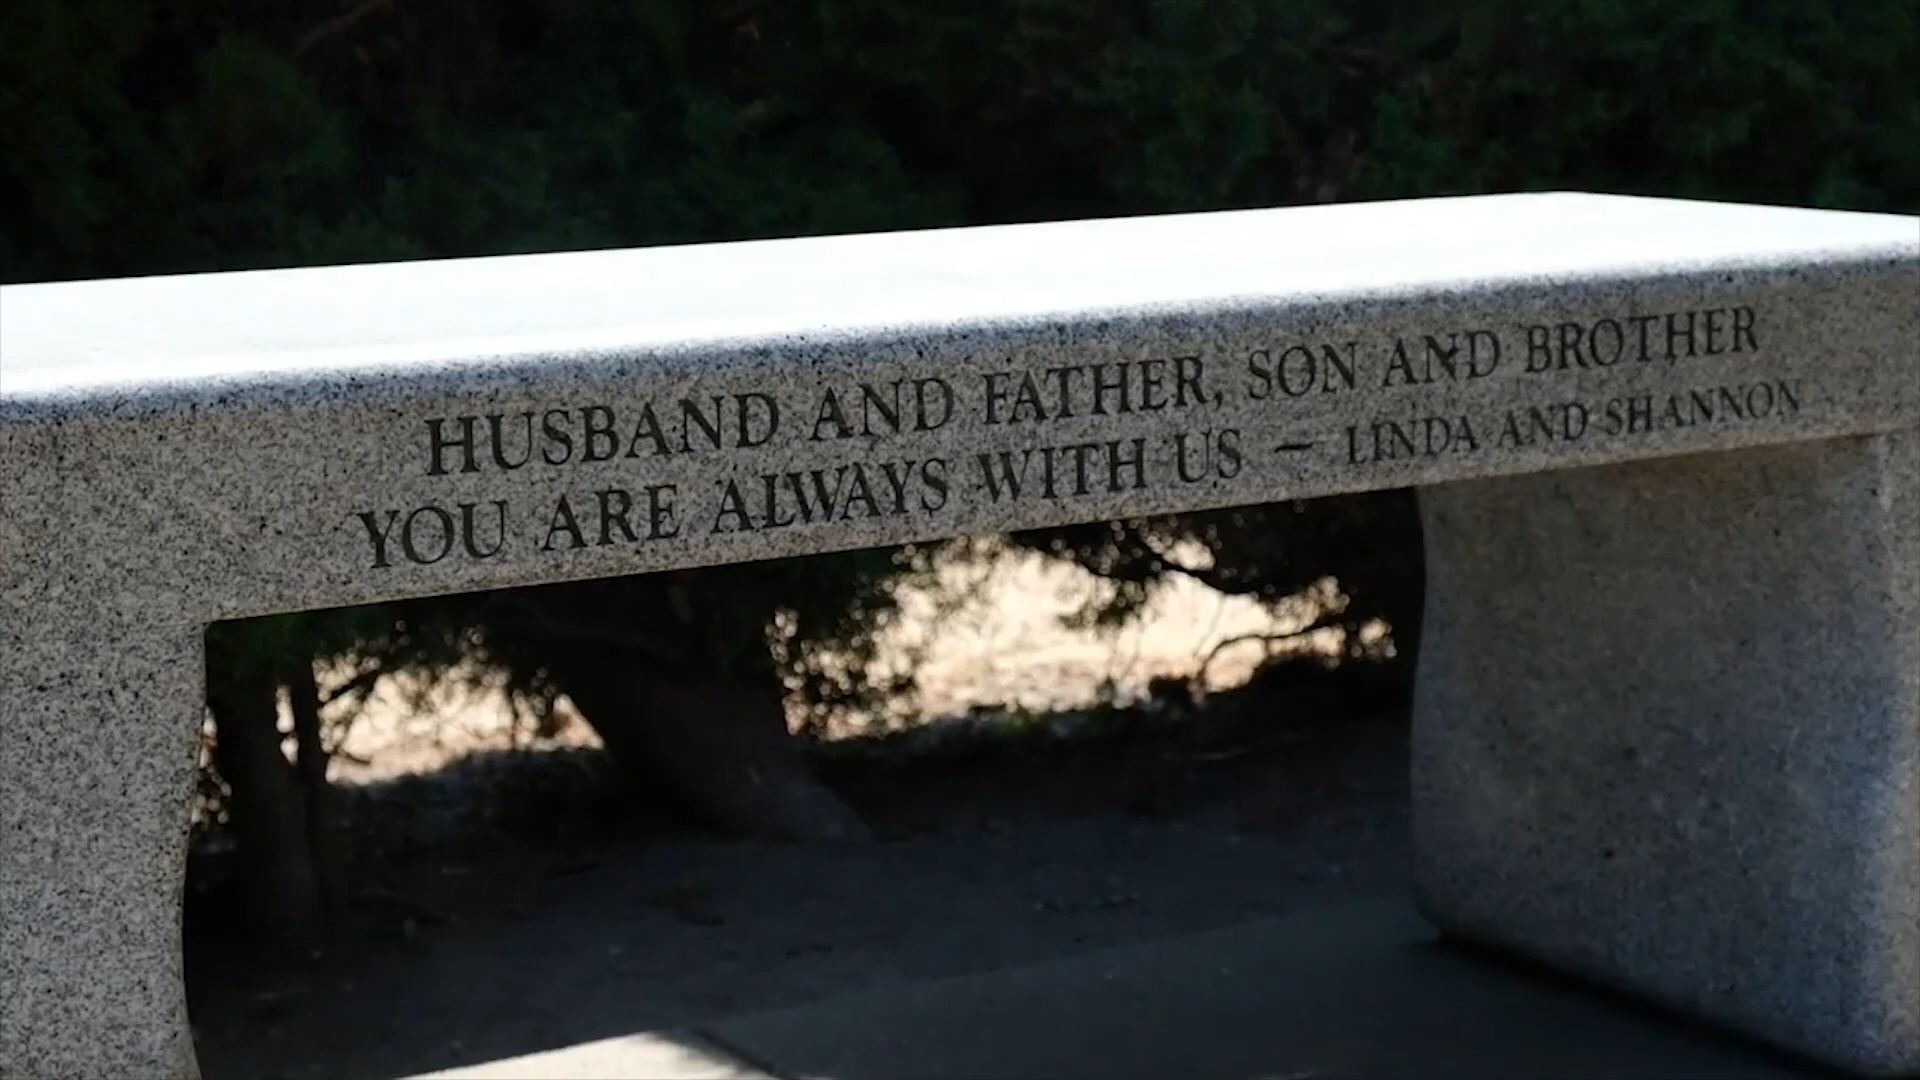 HUSBAND AND FATHER, SON AND BROTHER
YOU ARE ALWAYS WITH US – LINDA AND SHANNON